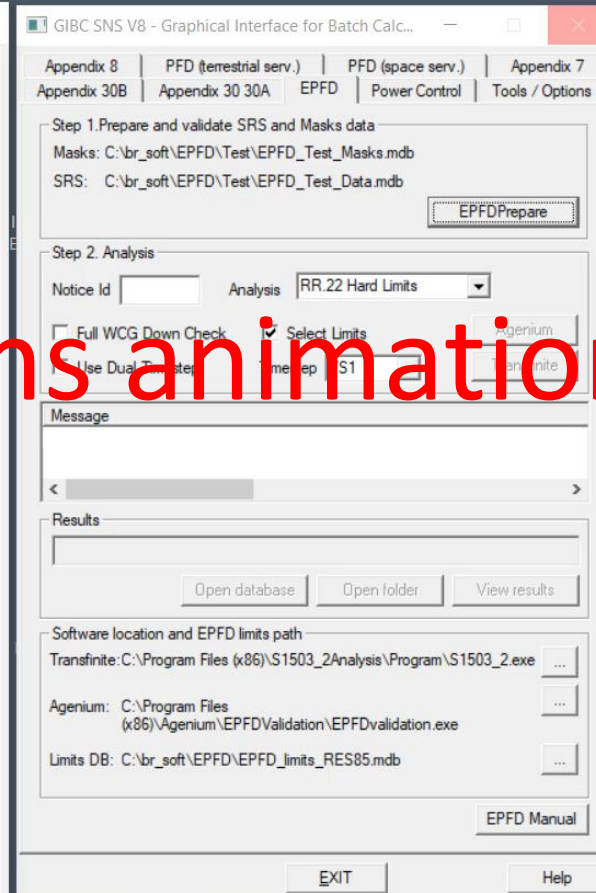 GIBC SNS V8 - Graphical Interface for Batch Calc...
Appendix 8 PFD (terrestrial serv.) PFD (space serv.) Appendix 7
Appendix 30B Appendix 30 30A EPFD Power Control Tools / Options
Step 1.Prepare and validate SRS and Masks data
Masks: C:\br_soft\EPFD\Test\EPFD_Test_Masks.mdb
SRS: C:\br_soft\EPFD\Test\EPFD_Test_Data.mdb
EPFDPrepare
Step 2. Analysis
Notice Id Analysis RR.22 Hard Limits
Full WCG Down Check Select Limits Agenium
ns animation
Use Dual Timestep Timestep S1 Transfinite
Message
Results
Open database Open folder View results
Software location and EPFD limits path
Transfinite:C:\Program Files (x86)\S1503_2Analysis\Program\S1503_2.exe ...
Agenium: C:\Program Files
(x86)\Agenium\EPFDValidation\EPFDvalidation.exe ...
Limits DB: C:\br_soft\EPFD\EPFD_limits_RES85.mdb ...
EPFD Manual
EXIT Help